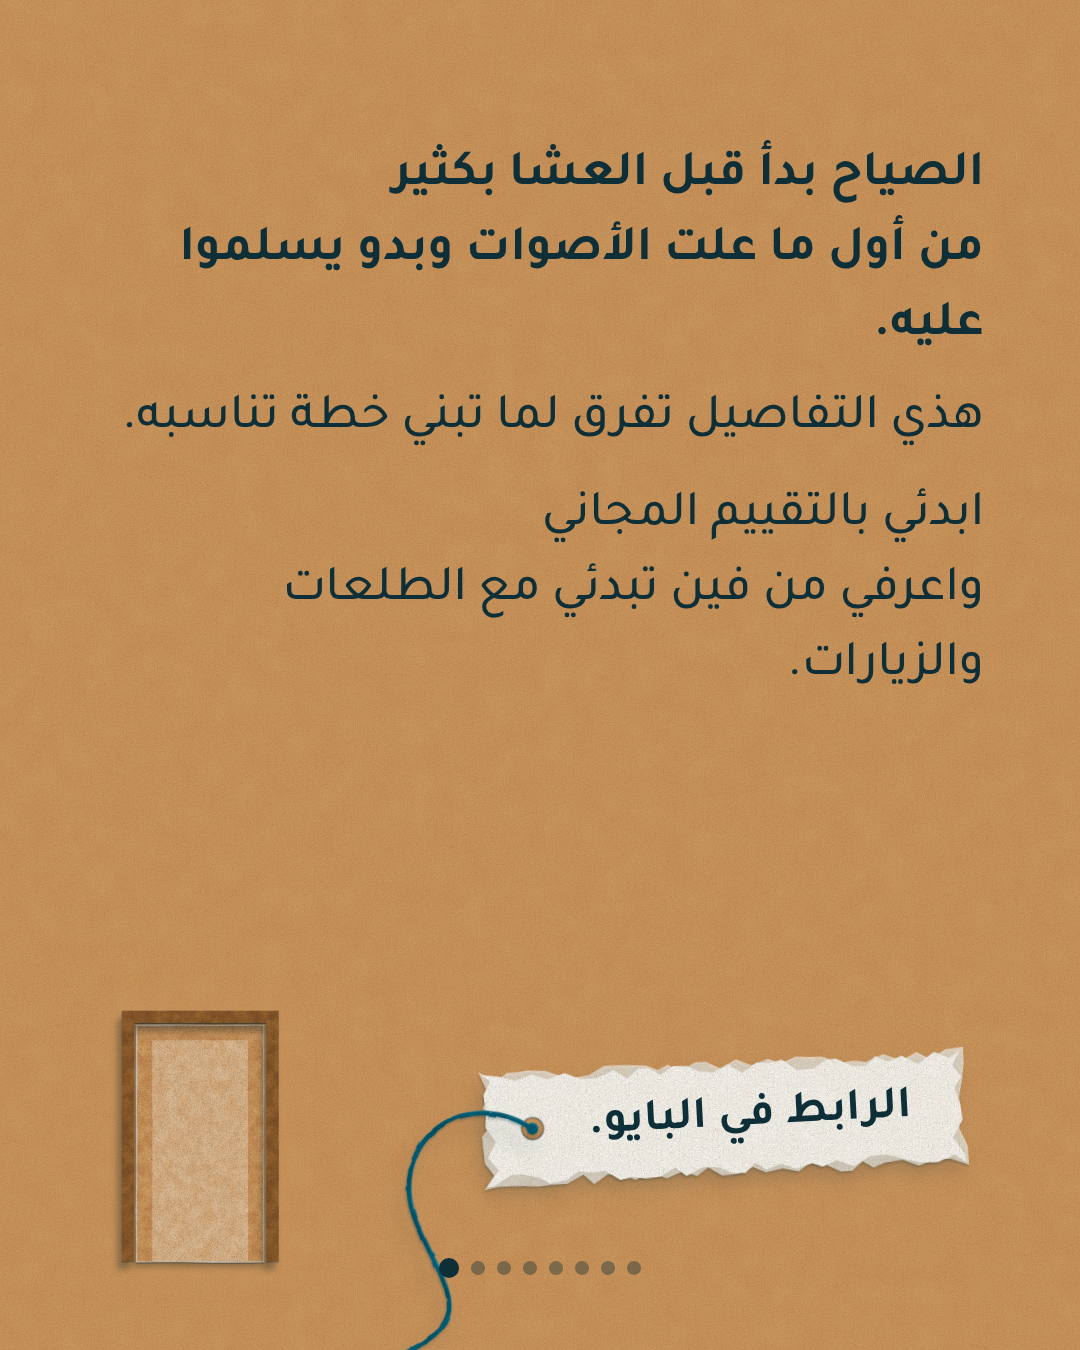 الصياح بدأ قبل العشا بكثير
من أول ما علت الأصوات وبدو يسلموا
عليه.
هذي التفاصيل تفرق لما تبني خطة تناسبه.
ابدئي بالتقييم المجاني
واعرفي من فين تبدئي مع الطلعات
والزيارات.
الرابط في البايو.